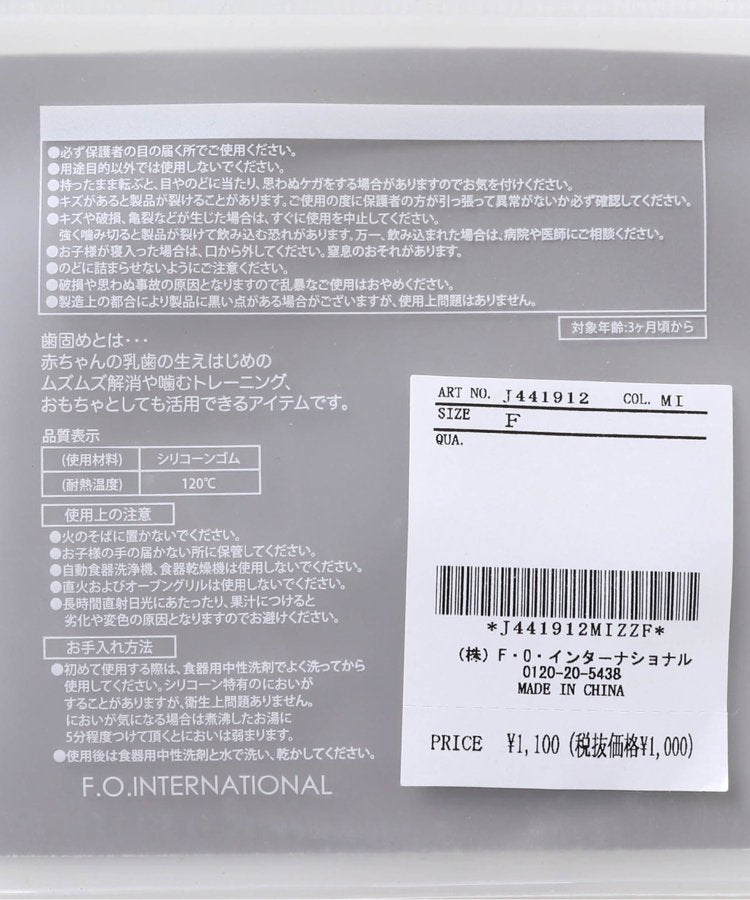 ●必ず保護者の目の届く所でご使用ください。
●用途目的以外では使用しないでください。
●持ったまま転ぶと、目やのどに当たり、思わぬケガをする場合がありますのでお気を付けください。
●キズがあると製品が裂けることがあります。ご使用の度に保護者の方が引っ張って異常がないか必ず確認してください。
●キズや破損、亀裂などが生じた場合は、すぐに使用を中止してください。
強く噛み切ると製品が裂けて飲み込む恐れがあります。万一、飲み込まれた場合は、病院や医師にご相談ください。
●お子様が寝入った場合は、口から外してください。窒息のおそれがあります。
●のどに詰まらせないようにご注意ください。
●破損や思わぬ事故の原因となりますので乱暴なご使用はおやめください。
●製造上の都合により製品に黒い点がある場合がございますが、使用上問題はありません。
対象年齢:3ヶ月頃から
歯固めとは・・・
赤ちゃんの乳歯の生えはじめの
ムズムズ解消や噛むトレーニング、
おもちゃとしても活用できるアイテムです。
品質表示
(使用材料) シリコーンゴム
(耐熱温度) 120℃
使用上の注意
●火のそばに置かないでください。
●お子様の手の届かない所に保管してください。
●自動食器洗浄機、食器乾燥機は使用しないでください。
●直火およびオーブングリルは使用しないでください。
●長時間直射日光にあたったり、果汁につけると
劣化や変色の原因となりますのでお避けください。
お手入れ方法
●初めて使用する際は、食器用中性洗剤でよく洗ってから
使用してください。シリコーン特有のにおいが
することがありますが、衛生上問題ありません。
においが気になる場合は煮沸したお湯に
5分程度つけて頂くとにおいは弱まります。
●使用後は食器用中性洗剤と水で洗い、乾かしてください。
F.O.INTERNATIONAL
ART NO. J441912 COL. MI
SIZE F
QUA.
*J441912MIZZF*
(株) F・O・インターナショナル
0120-20-5438
MADE IN CHINA
PRICE ¥1,100 (税抜価格¥1,000)